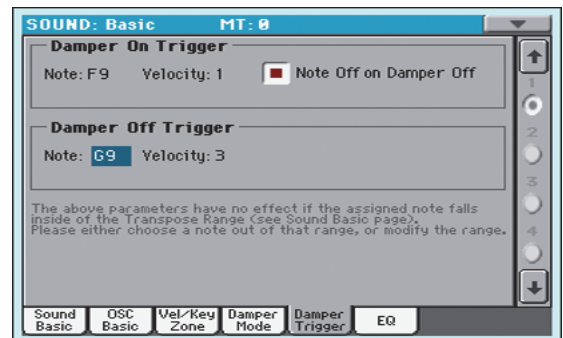 SOUND: Basic MT: 0
Damper On Trigger
Note: F9 Velocity: 1 Note Off on Damper Off
Damper Off Trigger
Note: G9 Velocity: 3
The above parameters have no effect if the assigned note falls
inside of the Transpose Range (see Sound Basic page).
Please either choose a note out of that range, or modify the range.
1
2
3
4
Sound Basic
OSC Basic
Vel/Key Zone
Damper Mode
Damper Trigger
EQ